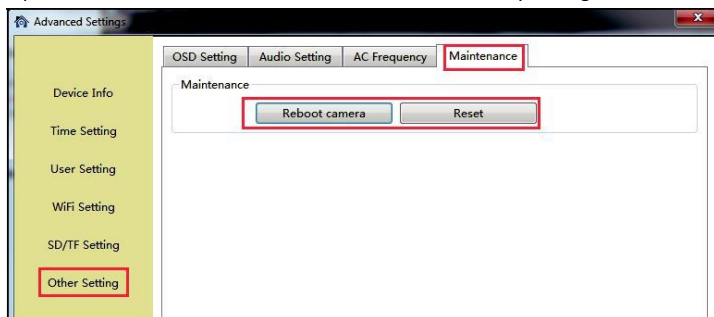 Advanced Settings
x
OSD Setting Audio Setting AC Frequency Maintenance
Maintenance
Reboot camera Reset
Device Info
Time Setting
User Setting
WiFi Setting
SD/TF Setting
Other Setting